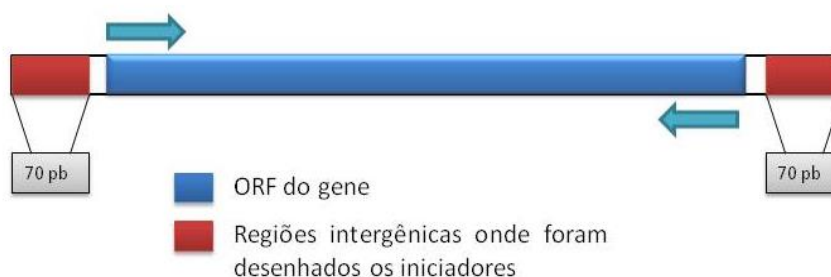 70 pb
70 pb
ORF do gene
Regiões intergênicas onde foram
desenhados os iniciadores